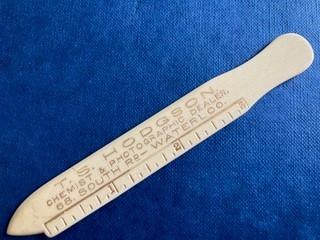 T. S. HODGSON,
CHEMIST & PHOTOGRAPHIC DEALER,
68. SOUTH RD- WATERLOO.
1 2 3